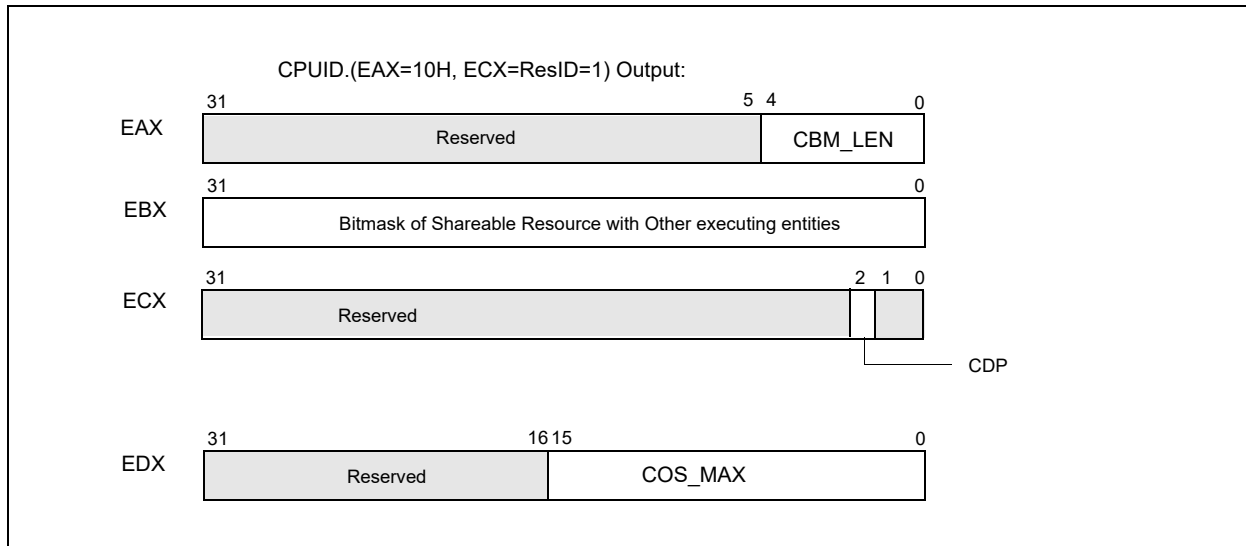 CPUID.(EAX=10H, ECX=ResID=1) Output:
31 5 4 0
EAX Reserved CBM_LEN
31 0
EBX Bitmask of Shareable Resource with Other executing entities
31 2 1 0
ECX Reserved
CDP
31 16 15 0
EDX Reserved COS_MAX